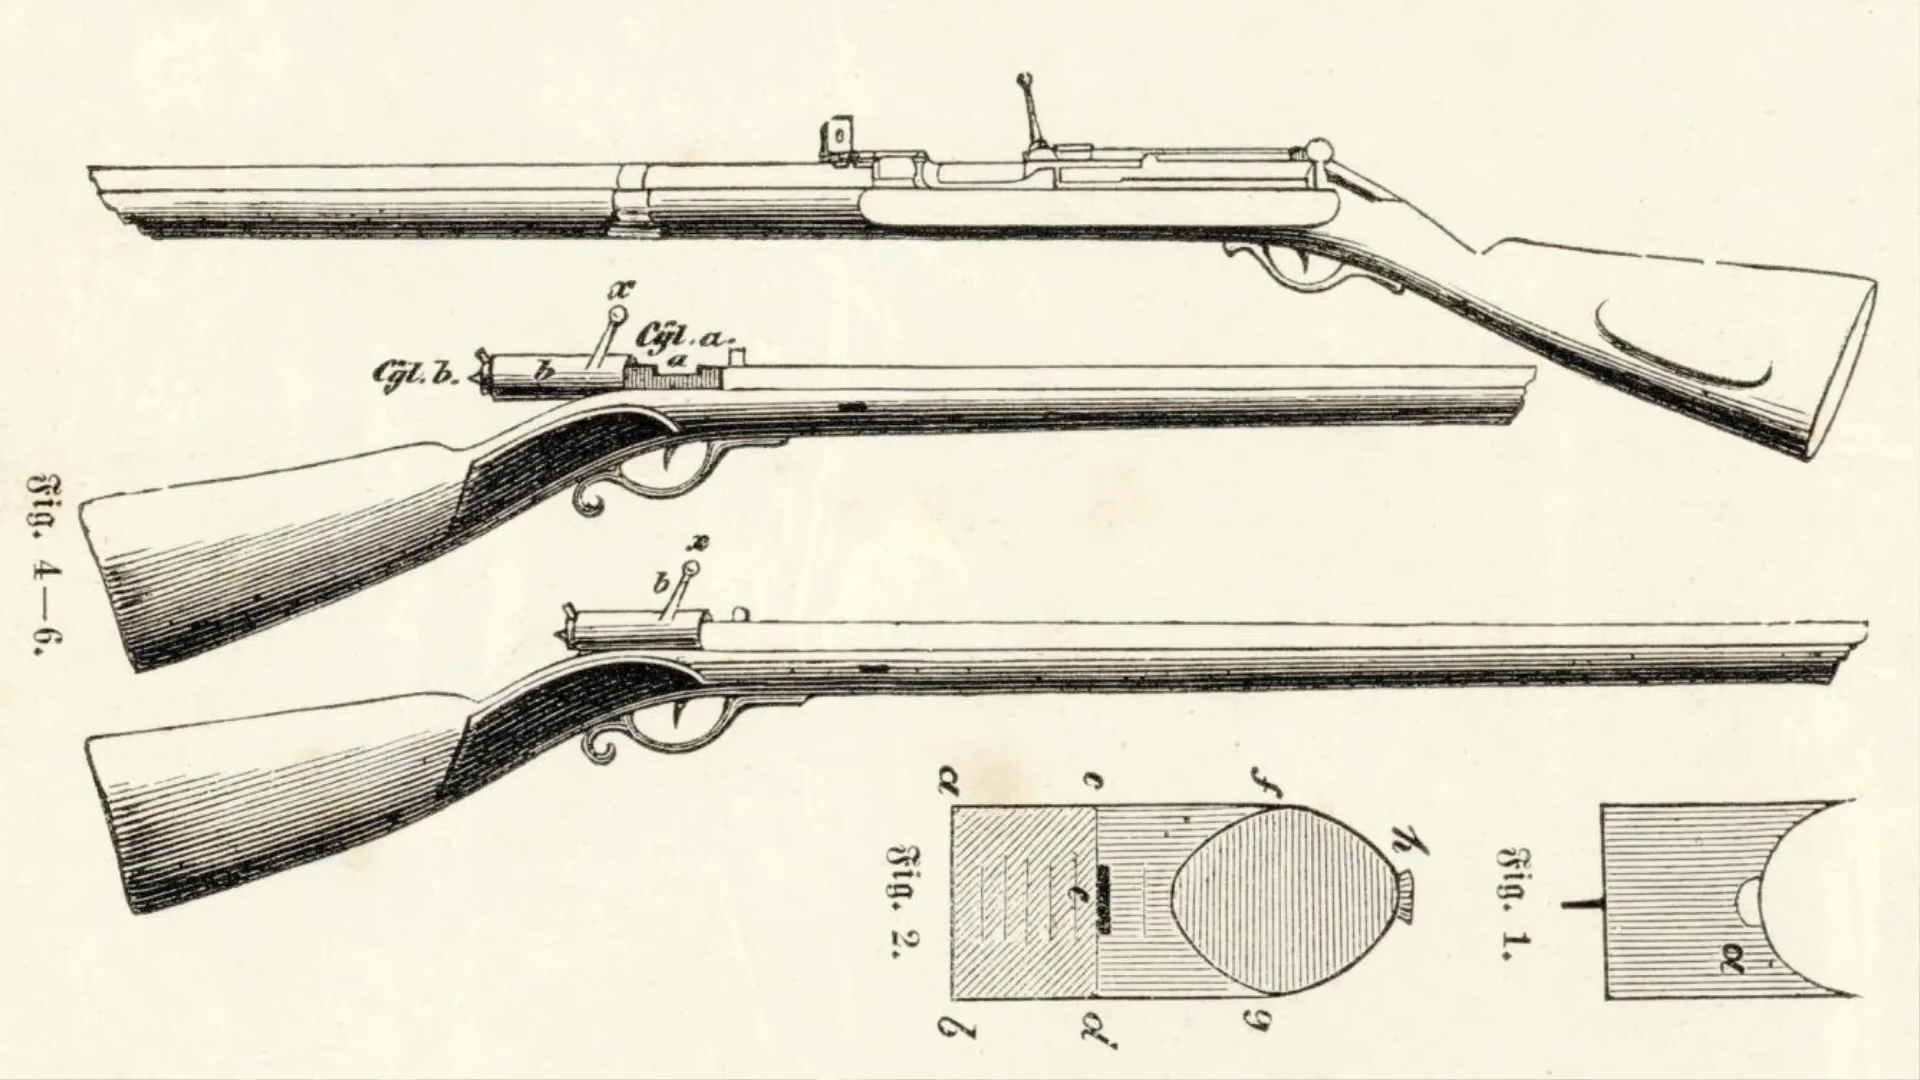 x
Cyl. a.
a
Cyl. b.
b
x
b
Fig. 4—6.
a
c
f
h
e
Fig. 2.
b
d
g
Fig. 1.
a